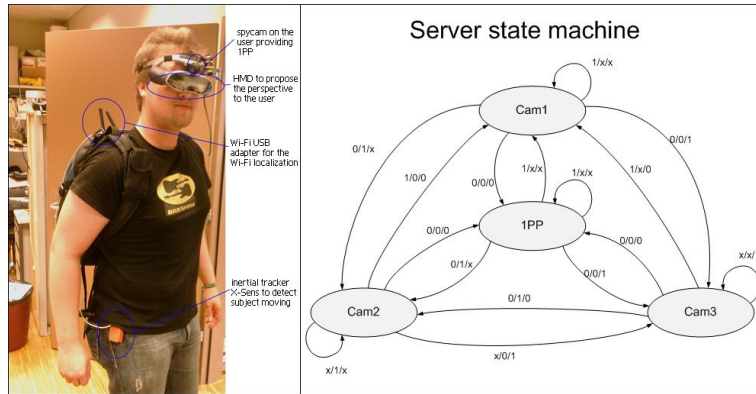 spycam on the
user providing
1PP
HMD to propose
the perspective
to the user
Wi-Fi USB
adapter for the
Wi-Fi localization
inertial tracker
X-Sens to detect
subject moving
Server state machine
1/x/x
Cam1
0/1/x
1/0/0
0/0/0
1/x/x
1/x/x
1/x/0
0/0/1
1PP
0/0/0
0/0/0
0/1/x
0/0/1
x/x/
Cam2
0/1/0
Cam3
x/0/1
x/1/x